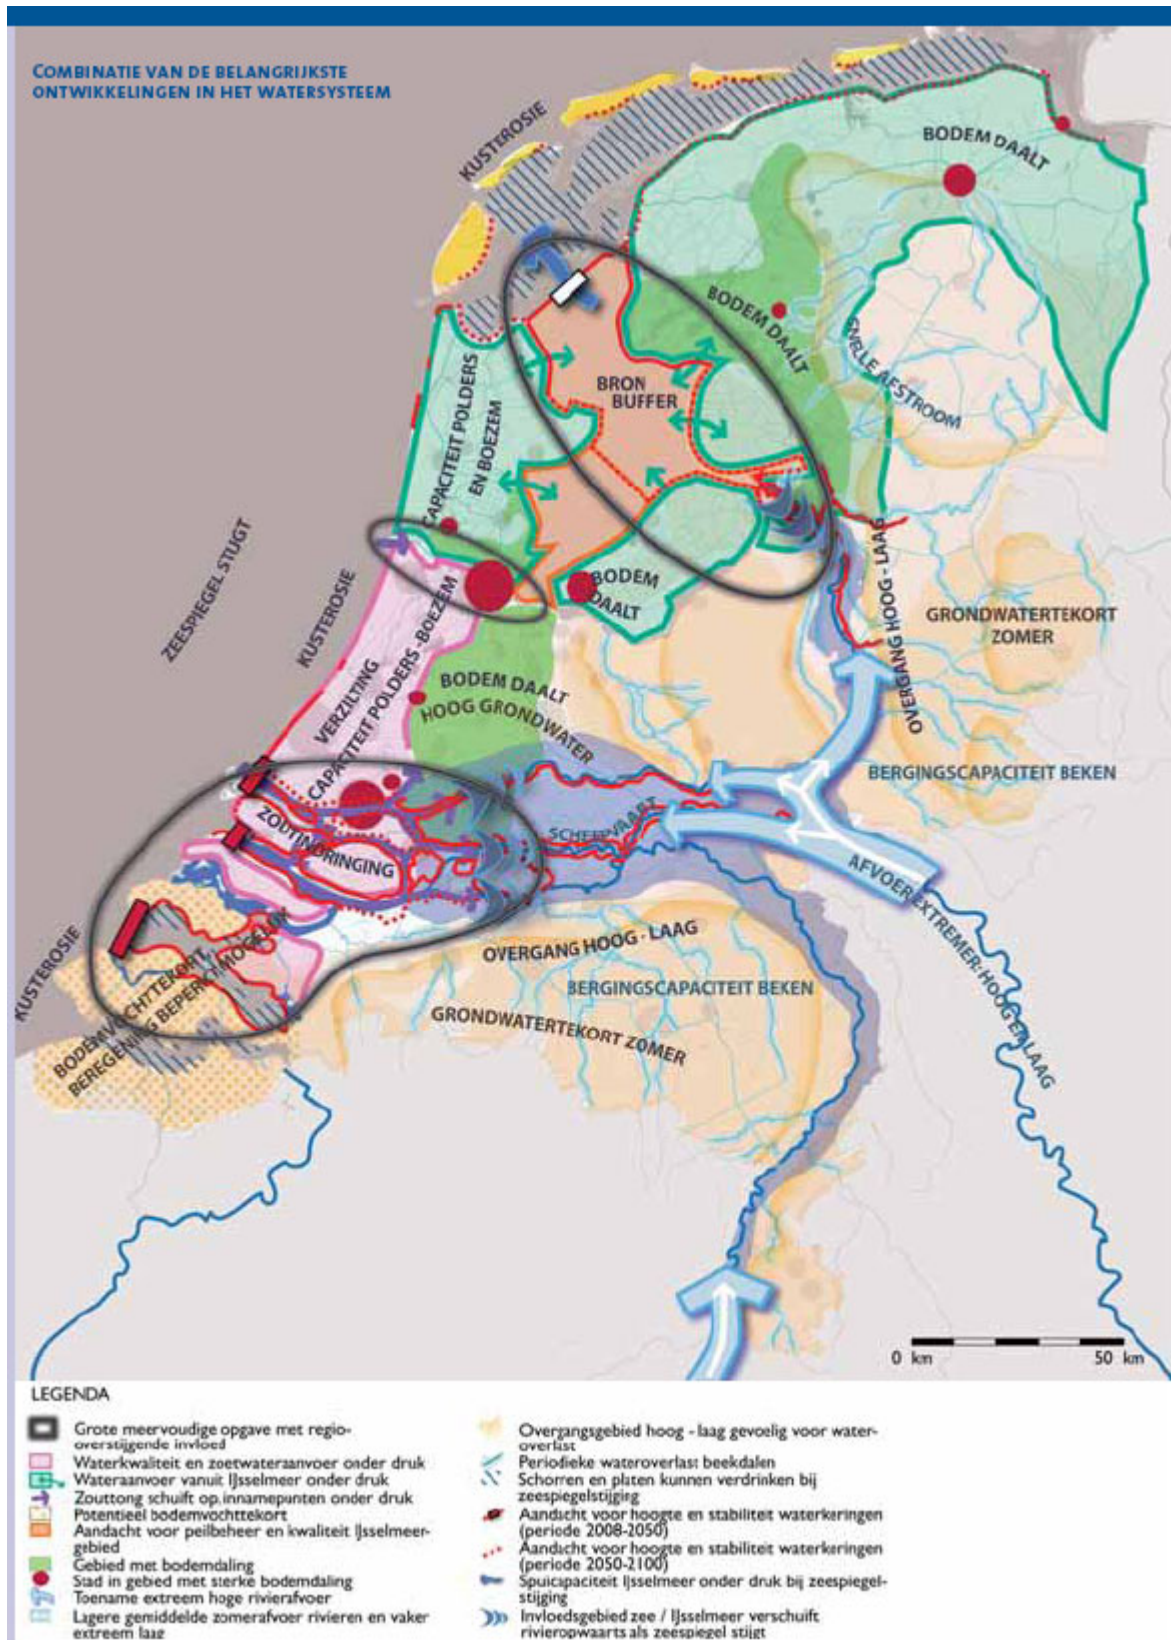 COMBINATIE VAN DE BELANGRIJKSTE
ONTWIKKELINGEN IN HET WATERSYSTEEM
KUSTEROSIE
BODEM DAALT
BODEM DAALT
SNELLE AFSTROOM
BRON
BUFFER
CAPACITEIT POLDERS
EN BOEZEM
ZEESPIEGEL STIJGT
KUSTEROSIE
BODEM
DAALT
OVERGANG HOOG - LAAG
GRONDWATERTEKORT
ZOMER
VERZILTING
CAPACITEIT POLDERS - BOEZEM
BODEM DAALT
HOOG GRONDWATER
BERGINGSCAPACITEIT BEKEN
SCHEEPVAART
ZOUTINDRINGING
AFVOER EXTREMER: HOOG EN LAAG
KUSTEROSIE
BODEMVOCHTTEKORT,
BEREGENING BEPERKT MOGELIJK
OVERGANG HOOG - LAAG
BERGINGSCAPACITEIT BEKEN
GRONDWATERTEKORT ZOMER
0 km 50 km
LEGENDA
Grote meervoudige opgave met regio-
overstijgende invloed
Waterkwaliteit en zoetwateraanvoer onder druk
Wateraanvoer vanuit IJsselmeer onder druk
Zouttong schuift op, innamepunten onder druk
Potentieel bodemvochttekort
Aandacht voor peilbeheer en kwaliteit IJsselmeer-
gebied
Gebied met bodemdaling
Stad in gebied met sterke bodemdaling
Toename extreem hoge rivierafvoer
Lagere gemiddelde zomerafvoer rivieren en vaker
extreem laag
Overgangsgebied hoog - laag gevoelig voor water-
overlast
Periodieke wateroverlast beekdalen
Schorren en platen kunnen verdrinken bij
zeespiegelstijging
Aandacht voor hoogte en stabiliteit waterkeringen
(periode 2008-2050)
Aandacht voor hoogte en stabiliteit waterkeringen
(periode 2050-2100)
Spuicapaciteit IJsselmeer onder druk bij zeespiegel-
stijging
Invloedsgebied zee / IJsselmeer verschuift
rivieropwaarts als zeespiegel stijgt